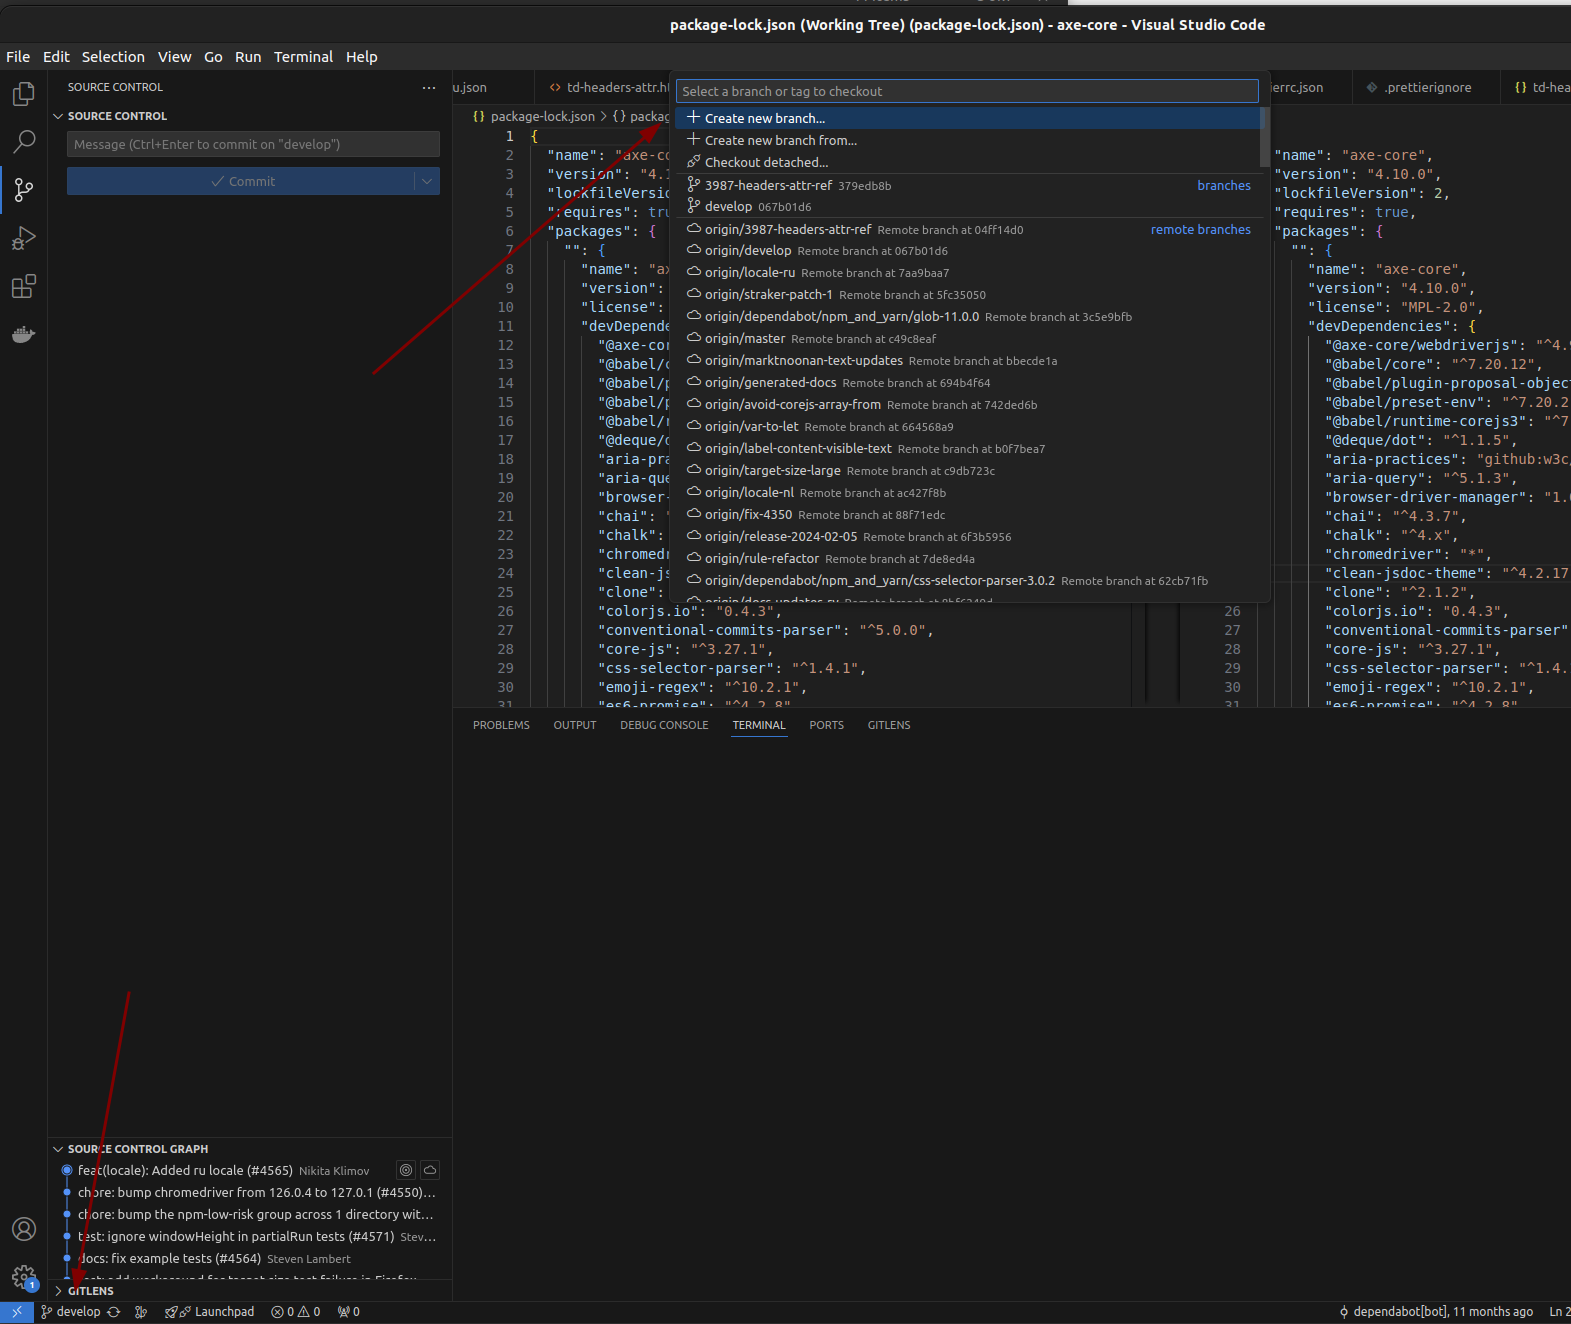 package-lock.json (Working Tree) (package-lock.json) - axe-core - Visual Studio Code
File Edit Selection View Go Run Terminal Help
SOURCE CONTROL
SOURCE CONTROL
Message (Ctrl+Enter to commit on "develop")
Commit
u.json
td-headers-attr.ht
ierrc.json
.prettierignore
{} td-hea
{} package-lock.json > {} packag
Select a branch or tag to checkout
Create new branch...
Create new branch from...
Checkout detached...
3987-headers-attr-ref 379edb8b branches
develop 067b01d6
origin/3987-headers-attr-ref Remote branch at 04ff14d0 remote branches
origin/develop Remote branch at 067b01d6
origin/locale-ru Remote branch at 7aa9baa7
origin/straker-patch-1 Remote branch at 5fc35050
origin/dependabot/npm_and_yarn/glob-11.0.0 Remote branch at 3c5e9bfb
origin/master Remote branch at c49c8eaf
origin/marktnoonan-text-updates Remote branch at bbecde1a
origin/generated-docs Remote branch at 694b4f64
origin/avoid-corejs-array-from Remote branch at 742ded6b
origin/var-to-let Remote branch at 664568a9
origin/label-content-visible-text Remote branch at b0f7bea7
origin/target-size-large Remote branch at c9db723c
origin/locale-nl Remote branch at ac427f8b
origin/fix-4350 Remote branch at 88f71edc
origin/release-2024-02-05 Remote branch at 6f3b5956
origin/rule-refactor Remote branch at 7de8ed4a
origin/dependabot/npm_and_yarn/css-selector-parser-3.0.2 Remote branch at 62cb71fb
1 {
2 "name": "axe-co
3 "version": "4.1
4 "lockfileVersio
5 "requires": tru
6 "packages": {
7 "": {
8 "name": "ax
9 "version":
10 "license":
11 "devDepende
12 "@axe-cor
13 "@babel/c
14 "@babel/p
15 "@babel/p
16 "@babel/r
17 "@deque/d
18 "aria-pra
19 "aria-que
20 "browser-
21 "chai": "
22 "chalk":
23 "chromedr
24 "clean-js
25 "clone":
26 "colorjs.io": "0.4.3",
27 "conventional-commits-parser": "^5.0.0",
28 "core-js": "^3.27.1",
29 "css-selector-parser": "^1.4.1",
30 "emoji-regex": "^10.2.1",
31 "es6-promise": "^4.2.8"
"name": "axe-core",
"version": "4.10.0",
"lockfileVersion": 2,
"requires": true,
"packages": {
"": {
"name": "axe-core",
"version": "4.10.0",
"license": "MPL-2.0",
"devDependencies": {
"@axe-core/webdriverjs": "^4.9
"@babel/core": "^7.20.12",
"@babel/plugin-proposal-object
"@babel/preset-env": "^7.20.2
"@babel/runtime-corejs3": "^7
"@deque/dot": "^1.1.5",
"aria-practices": "github:w3c/
"aria-query": "^5.1.3",
"browser-driver-manager": "1.0
"chai": "^4.3.7",
"chalk": "^4.x",
"chromedriver": "*",
"clean-jsdoc-theme": "^4.2.17
"clone": "^2.1.2",
26 "colorjs.io": "0.4.3",
27 "conventional-commits-parser"
28 "core-js": "^3.27.1",
29 "css-selector-parser": "^1.4.
30 "emoji-regex": "^10.2.1",
31 "es6-promise": "^4.2.8"
PROBLEMS OUTPUT DEBUG CONSOLE TERMINAL PORTS GITLENS
SOURCE CONTROL GRAPH
feat(locale): Added ru locale (#4565) Nikita Klimov
chore: bump chromedriver from 126.0.4 to 127.0.1 (#4550)...
chore: bump the npm-low-risk group across 1 directory wit...
test: ignore windowHeight in partialRun tests (#4571) Stev...
docs: fix example tests (#4564) Steven Lambert
GITLENS
1
develop
Launchpad
0 0
0
dependabot[bot], 11 months ago
Ln 2